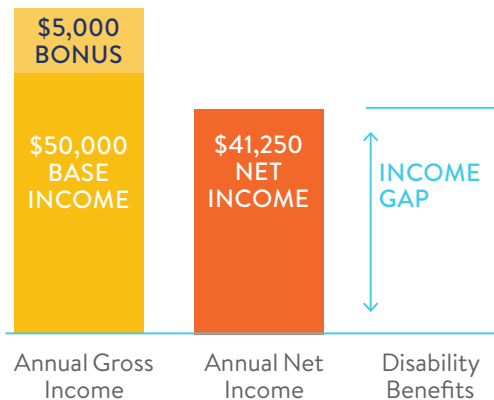 $5,000
BONUS
$50,000
BASE
INCOME
$41,250
NET
INCOME
INCOME
GAP
Annual Gross
Income
Annual Net
Income
Disability
Benefits